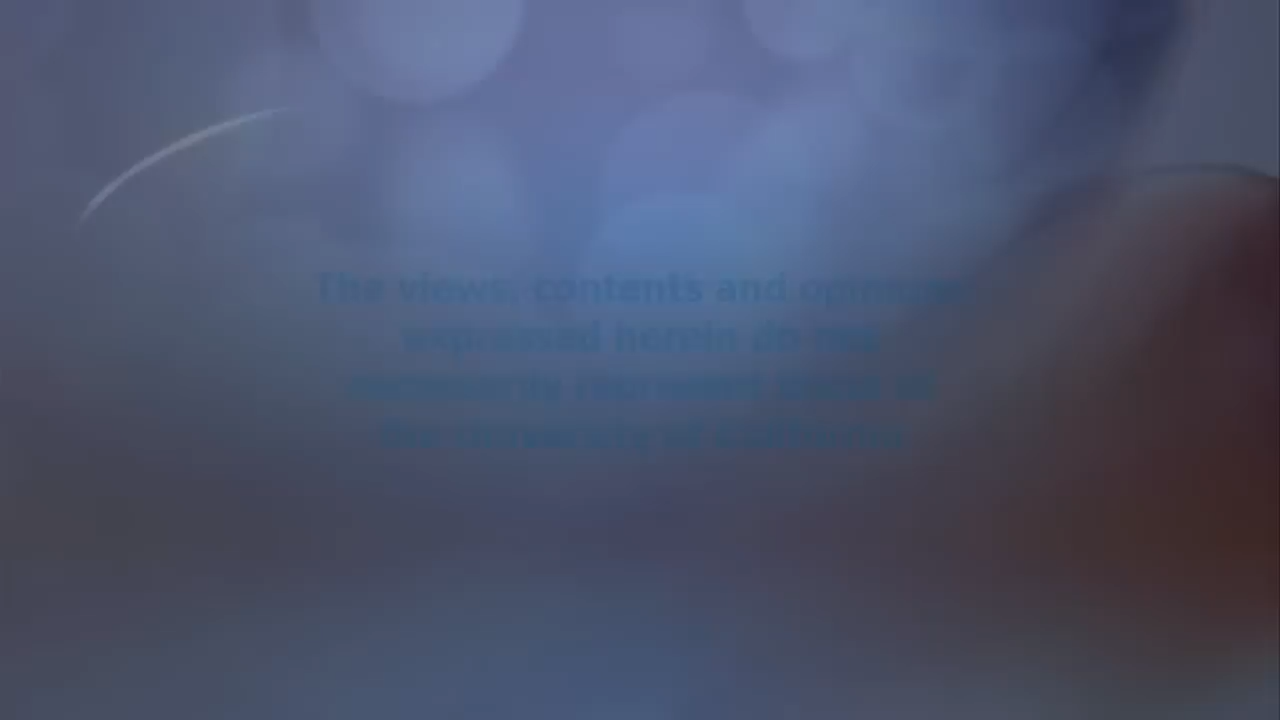 The views, contents and opinions
expressed herein do not
necessarily represent those of
the University of California